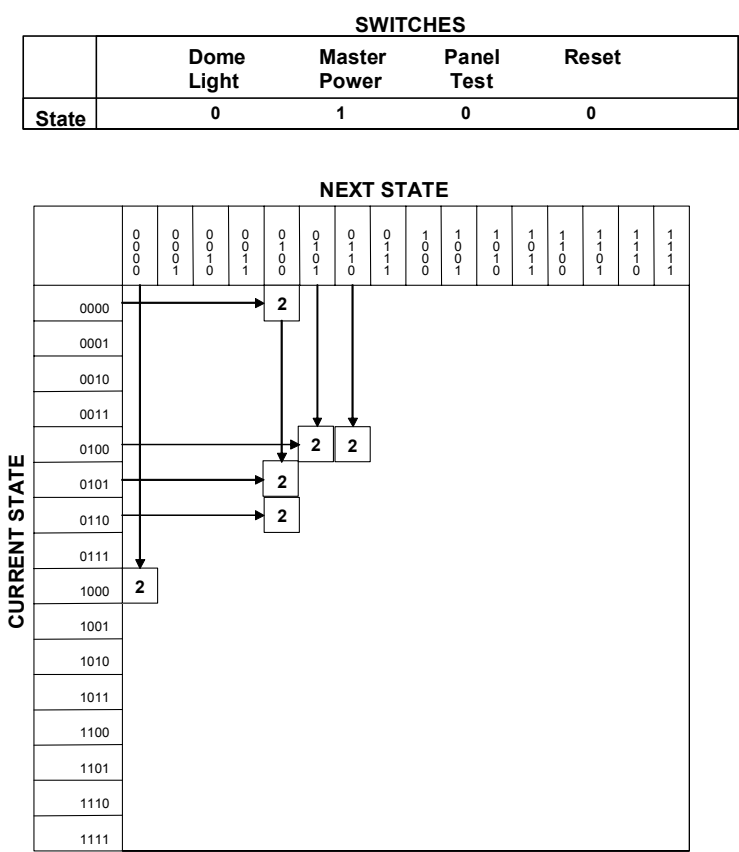 SWITCHES
Dome Light Master Power Panel Test Reset
State 0 1 0 0
NEXT STATE
0000 0001 0010 0011 0100 0101 0110 0111 1000 1001 1010 1011 1100 1101 1110 1111
CURRENT STATE
0000 2
0001
0010
0011
0100 2 2
0101 2
0110 2
0111
1000 2
1001
1010
1011
1100
1101
1110
1111